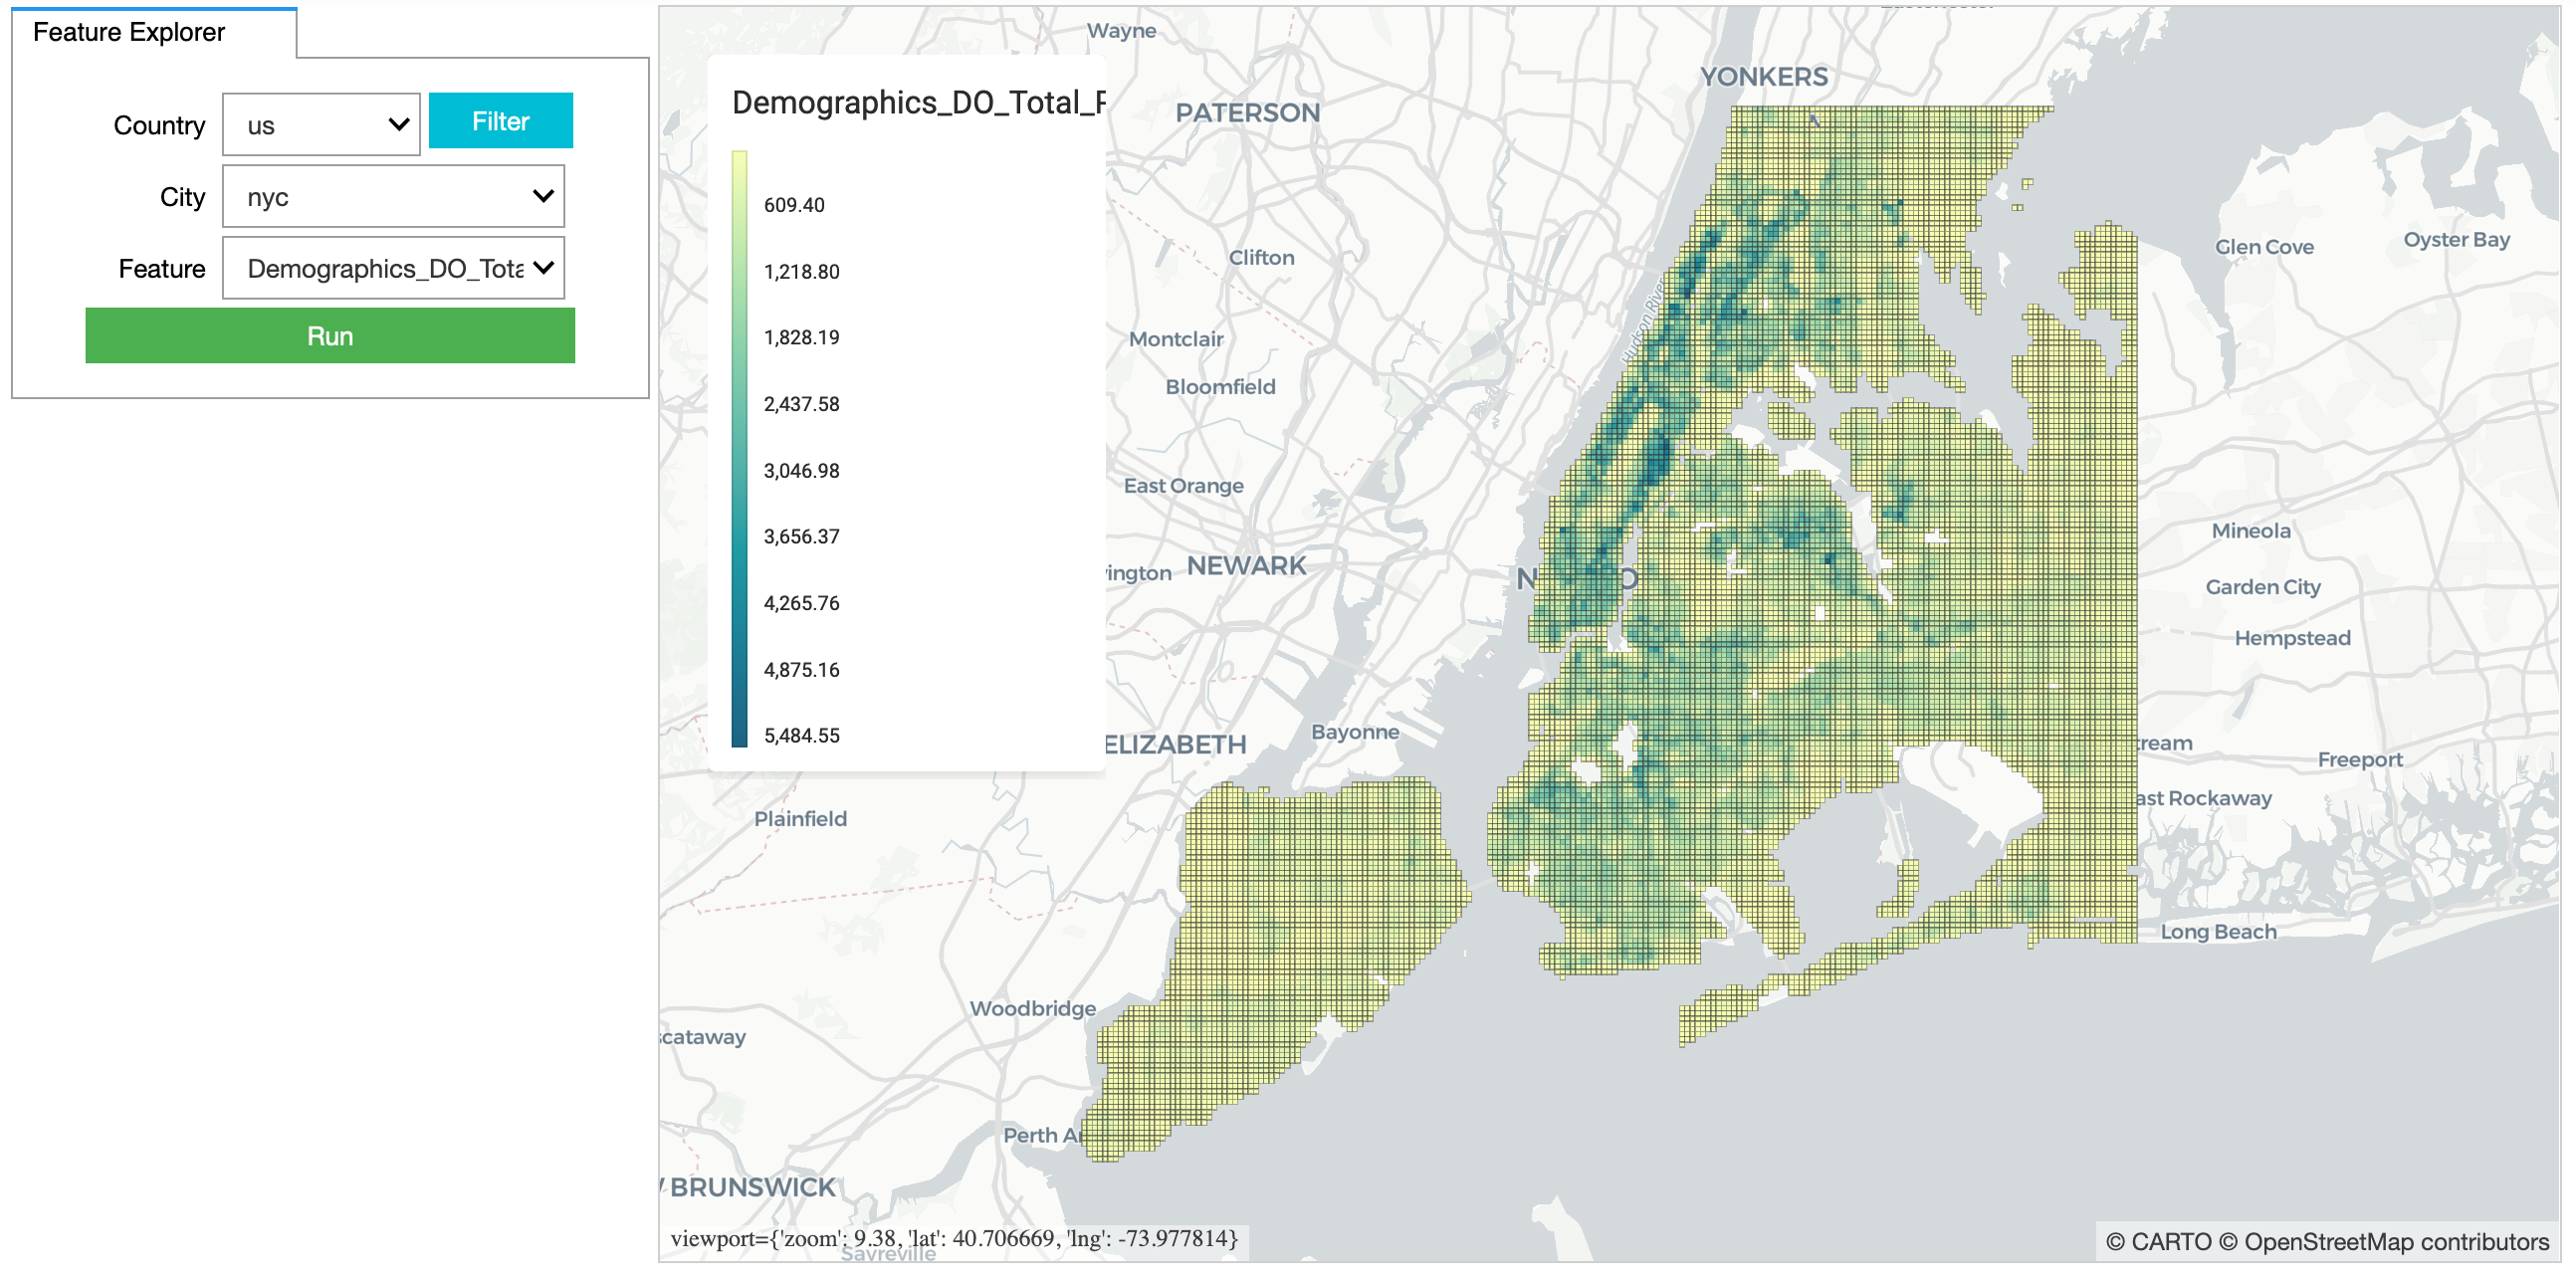 Feature Explorer
Country
us
Filter
City
nyc
Feature
Demographics_DO_Tota
Run
Demographics_DO_Total_
609.40
1,218.80
1,828.19
2,437.58
3,046.98
3,656.37
4,265.76
4,875.16
5,484.55
Wayne
YONKERS
PATERSON
Glen Cove
Oyster Bay
Clifton
Hudson River
Montclair
Bloomfield
East Orange
Mineola
ington
NEWARK
Garden City
Hempstead
Bayonne
ELIZABETH
ream
Freeport
ast Rockaway
Plainfield
Long Beach
Woodbridge
scataway
Perth A
BRUNSWICK
Sayreville
viewport={'zoom': 9.38, 'lat': 40.706669, 'lng': -73.977814}
© CARTO © OpenStreetMap contributors